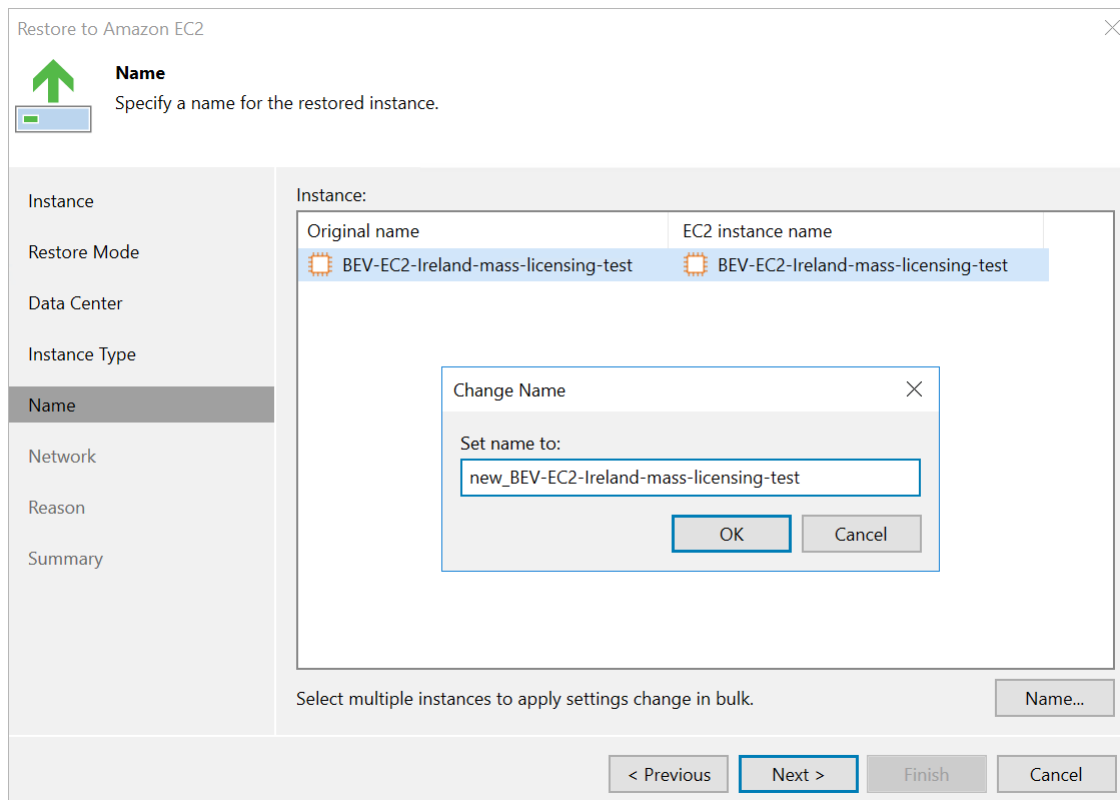 Restore to Amazon EC2
Name
Specify a name for the restored instance.
Instance
Restore Mode
Data Center
Instance Type
Name
Network
Reason
Summary
Instance:
Original name EC2 instance name
BEV-EC2-Ireland-mass-licensing-test BEV-EC2-Ireland-mass-licensing-test
Change Name
Set name to:
new_BEV-EC2-Ireland-mass-licensing-test
OK Cancel
Select multiple instances to apply settings change in bulk. Name...
< Previous Next > Finish Cancel